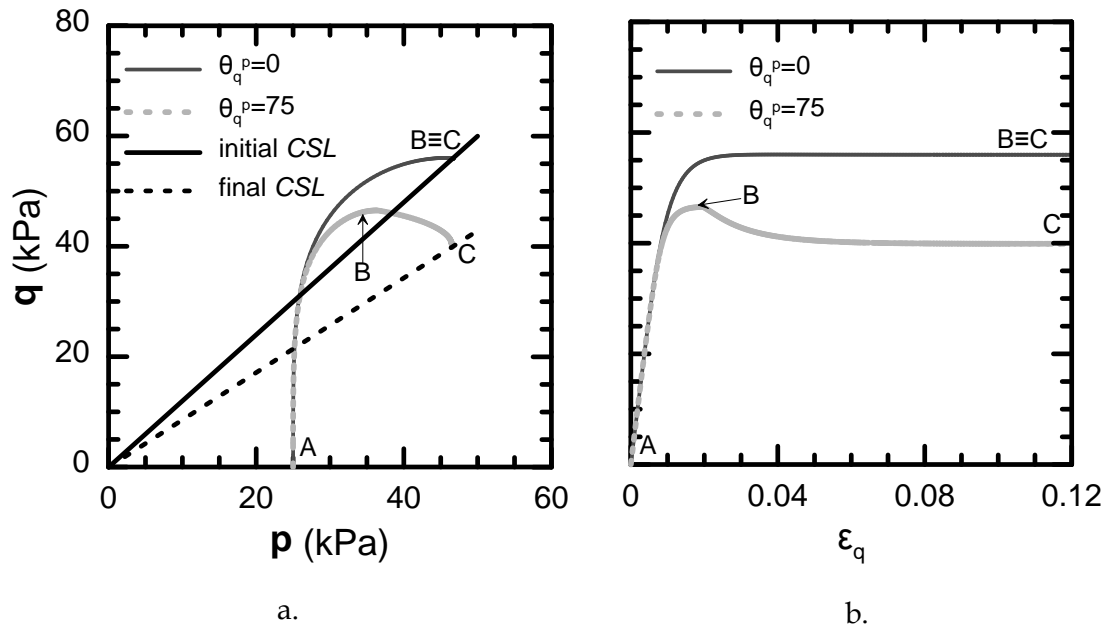 80
60
40
20
0
q (kPa)
θqᵖ=0
θqᵖ=75
initial CSL
final CSL
B≡C
B
C
A
0
20
40
60
p (kPa)
a.
θqᵖ=0
θqᵖ=75
B≡C
B
C
A
0
0.04
0.08
0.12
εq
b.